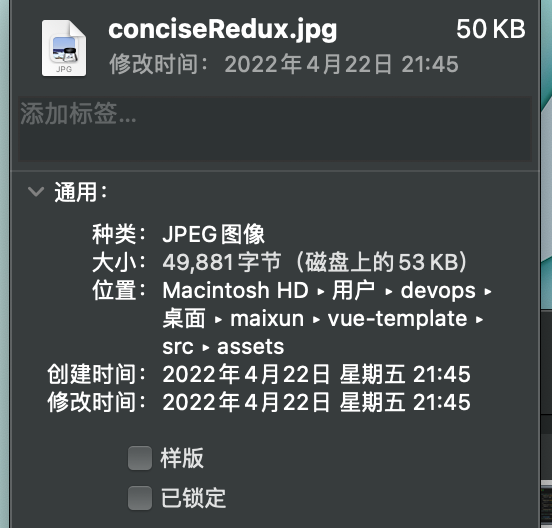 conciseRedux.jpg 50 KB
修改时间：2022年4月22日 21:45
JPG
添加标签...
通用：
种类：JPEG图像
大小：49,881字节（磁盘上的53 KB）
位置：Macintosh HD ▸ 用户 ▸ devops ▸
桌面 ▸ maixun ▸ vue-template ▸
src ▸ assets
创建时间：2022年4月22日 星期五 21:45
修改时间：2022年4月22日 星期五 21:45
样版
已锁定